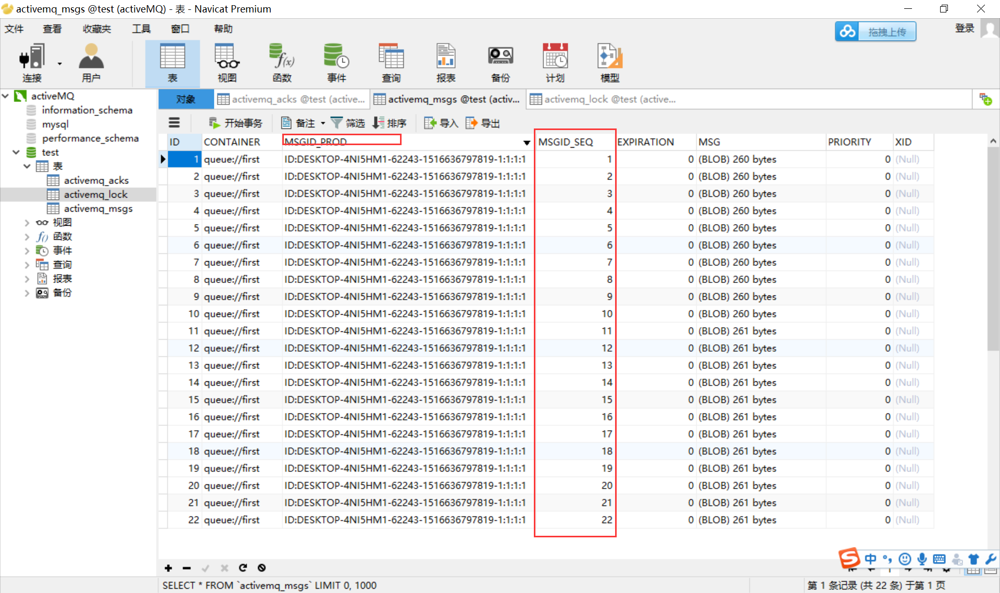 activemq_msgs @test (activeMQ) - 表 - Navicat Premium
文件 查看 收藏夹 工具 窗口 帮助
拖拽上传 登录
连接 用户 表 视图 函数 事件 查询 报表 备份 计划 模型
activeMQ
information_schema
mysql
performance_schema
test
表
activemq_acks
activemq_lock
activemq_msgs
视图
函数
事件
查询
报表
备份
对象 activemq_acks @test (active... activemq_msgs @test (activ... activemq_lock @test (active...
开始事务 备注 筛选 排序 导入 导出
ID CONTAINER MSGID_PROD MSGID_SEQ EXPIRATION MSG PRIORITY XID
1 queue://first ID:DESKTOP-4NI5HM1-62243-1516636797819-1:1:1:1 1 0 (BLOB) 260 bytes 0 (Null)
2 queue://first ID:DESKTOP-4NI5HM1-62243-1516636797819-1:1:1:1 2 0 (BLOB) 260 bytes 0 (Null)
3 queue://first ID:DESKTOP-4NI5HM1-62243-1516636797819-1:1:1:1 3 0 (BLOB) 260 bytes 0 (Null)
4 queue://first ID:DESKTOP-4NI5HM1-62243-1516636797819-1:1:1:1 4 0 (BLOB) 260 bytes 0 (Null)
5 queue://first ID:DESKTOP-4NI5HM1-62243-1516636797819-1:1:1:1 5 0 (BLOB) 260 bytes 0 (Null)
6 queue://first ID:DESKTOP-4NI5HM1-62243-1516636797819-1:1:1:1 6 0 (BLOB) 260 bytes 0 (Null)
7 queue://first ID:DESKTOP-4NI5HM1-62243-1516636797819-1:1:1:1 7 0 (BLOB) 260 bytes 0 (Null)
8 queue://first ID:DESKTOP-4NI5HM1-62243-1516636797819-1:1:1:1 8 0 (BLOB) 260 bytes 0 (Null)
9 queue://first ID:DESKTOP-4NI5HM1-62243-1516636797819-1:1:1:1 9 0 (BLOB) 260 bytes 0 (Null)
10 queue://first ID:DESKTOP-4NI5HM1-62243-1516636797819-1:1:1:1 10 0 (BLOB) 260 bytes 0 (Null)
11 queue://first ID:DESKTOP-4NI5HM1-62243-1516636797819-1:1:1:1 11 0 (BLOB) 261 bytes 0 (Null)
12 queue://first ID:DESKTOP-4NI5HM1-62243-1516636797819-1:1:1:1 12 0 (BLOB) 261 bytes 0 (Null)
13 queue://first ID:DESKTOP-4NI5HM1-62243-1516636797819-1:1:1:1 13 0 (BLOB) 261 bytes 0 (Null)
14 queue://first ID:DESKTOP-4NI5HM1-62243-1516636797819-1:1:1:1 14 0 (BLOB) 261 bytes 0 (Null)
15 queue://first ID:DESKTOP-4NI5HM1-62243-1516636797819-1:1:1:1 15 0 (BLOB) 261 bytes 0 (Null)
16 queue://first ID:DESKTOP-4NI5HM1-62243-1516636797819-1:1:1:1 16 0 (BLOB) 261 bytes 0 (Null)
17 queue://first ID:DESKTOP-4NI5HM1-62243-1516636797819-1:1:1:1 17 0 (BLOB) 261 bytes 0 (Null)
18 queue://first ID:DESKTOP-4NI5HM1-62243-1516636797819-1:1:1:1 18 0 (BLOB) 261 bytes 0 (Null)
19 queue://first ID:DESKTOP-4NI5HM1-62243-1516636797819-1:1:1:1 19 0 (BLOB) 261 bytes 0 (Null)
20 queue://first ID:DESKTOP-4NI5HM1-62243-1516636797819-1:1:1:1 20 0 (BLOB) 261 bytes 0 (Null)
21 queue://first ID:DESKTOP-4NI5HM1-62243-1516636797819-1:1:1:1 21 0 (BLOB) 261 bytes 0 (Null)
22 queue://first ID:DESKTOP-4NI5HM1-62243-1516636797819-1:1:1:1 22 0 (BLOB) 261 bytes 0 (Null)
中
SELECT * FROM `activemq_msgs` LIMIT 0, 1000
第 1 条记录 (共 22 条) 于第 1 页